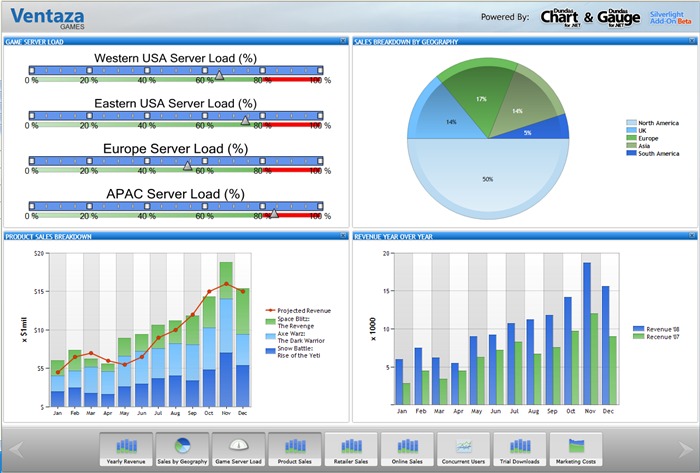 Ventaza
GAMES
Powered By:
Dundas
Chart
for .NET
&
Dundas
Gauge
for .NET
Silverlight
Add-On Beta
GAME SERVER LOAD
Western USA Server Load (%)
0 % 20 % 40 % 60 % 80 % 100 %
Eastern USA Server Load (%)
0 % 20 % 40 % 60 % 80 % 100 %
Europe Server Load (%)
0 % 20 % 40 % 60 % 80 % 100 %
APAC Server Load (%)
0 % 20 % 40 % 60 % 80 % 100 %
SALES BREAKDOWN BY GEOGRAPHY
17%
14%
14%
5%
50%
North America
UK
Europe
Asia
South America
PRODUCT SALES BREAKDOWN
x $1mil
$20
$15
$10
$5
Jan Feb Mar Apr May Jun Jul Aug Sep Oct Nov Dec
Projected Revenue
Space Blitz:
The Revenge
Axe Warz:
The Dark Warrior
Snow Battle:
Rise of the Yeti
REVENUE YEAR OVER YEAR
x 1000
20
15
10
5
0
Jan Feb Mar Apr May Jun Jul Aug Sep Oct Nov Dec
Revenue '08
Recenue '07
Yearly Revenue
Sales by Geography
Game Server Load
Product Sales
Retailer Sales
Online Sales
Concurrent Users
Trial Downloads
Marketing Costs